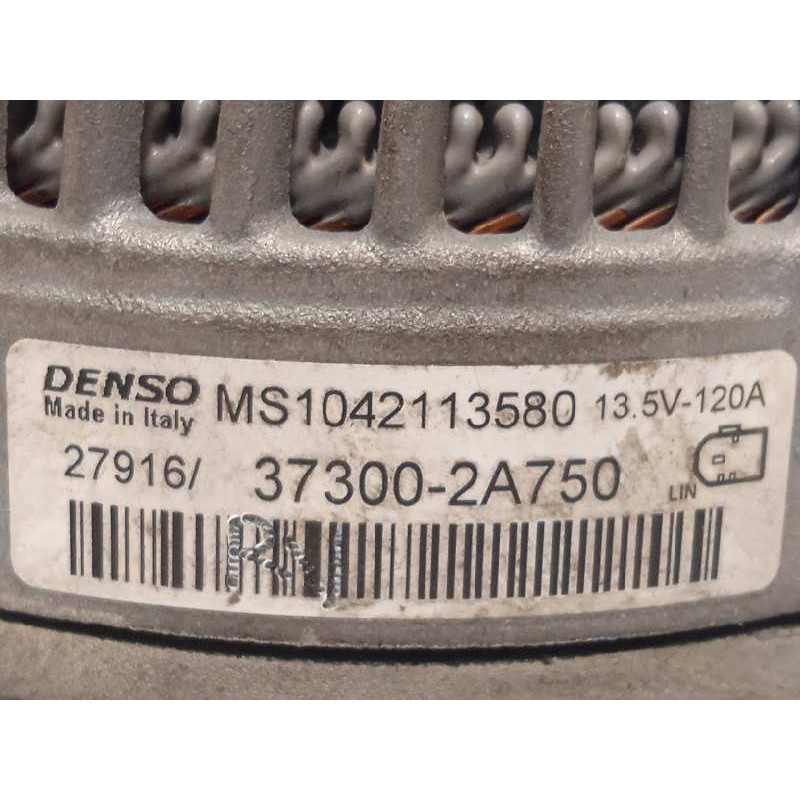 DENSO MS1042113580 13.5V-120A
Made in Italy
27916/ 37300-2A750 LIN